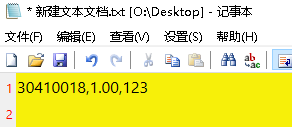 * 新建文本文档.txt [O:\Desktop] - 记事本
文件(F) 编辑(E) 查看(V) 设置(S) 帮助(H)
1 30410018,1.00,123
2